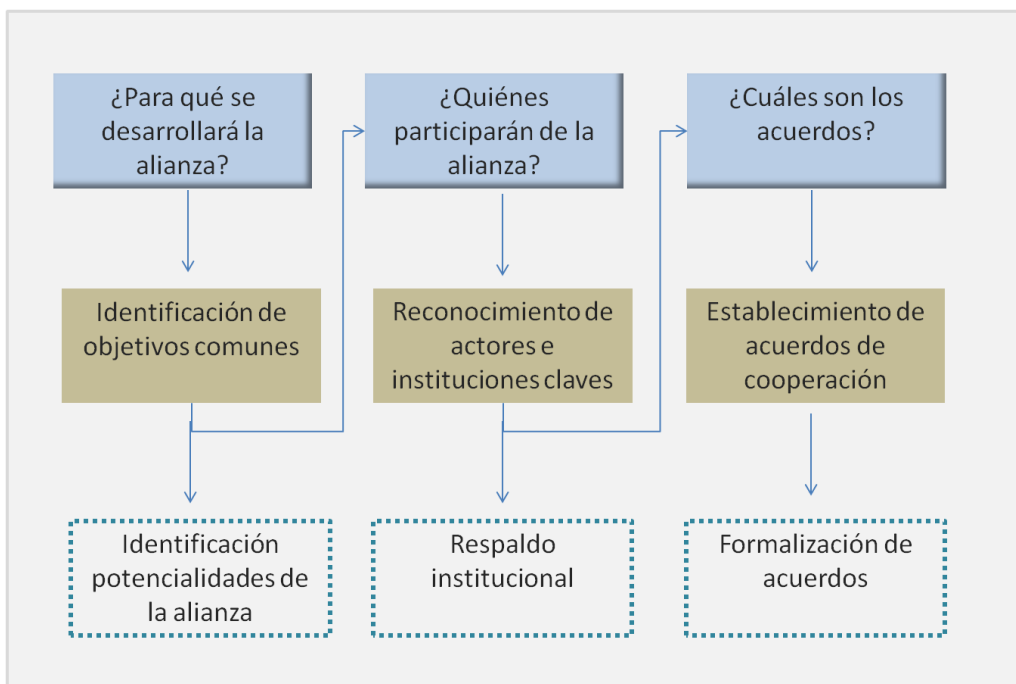 ¿Para qué se
desarrollará la
alianza?
¿Quiénes
participarán de la
alianza?
¿Cuáles son los
acuerdos?
Identificación de
objetivos comunes
Reconocimiento de
actores e
instituciones claves
Establecimiento de
acuerdos de
cooperación
Identificación
potencialidades de
la alianza
Respaldo
institucional
Formalización de
acuerdos